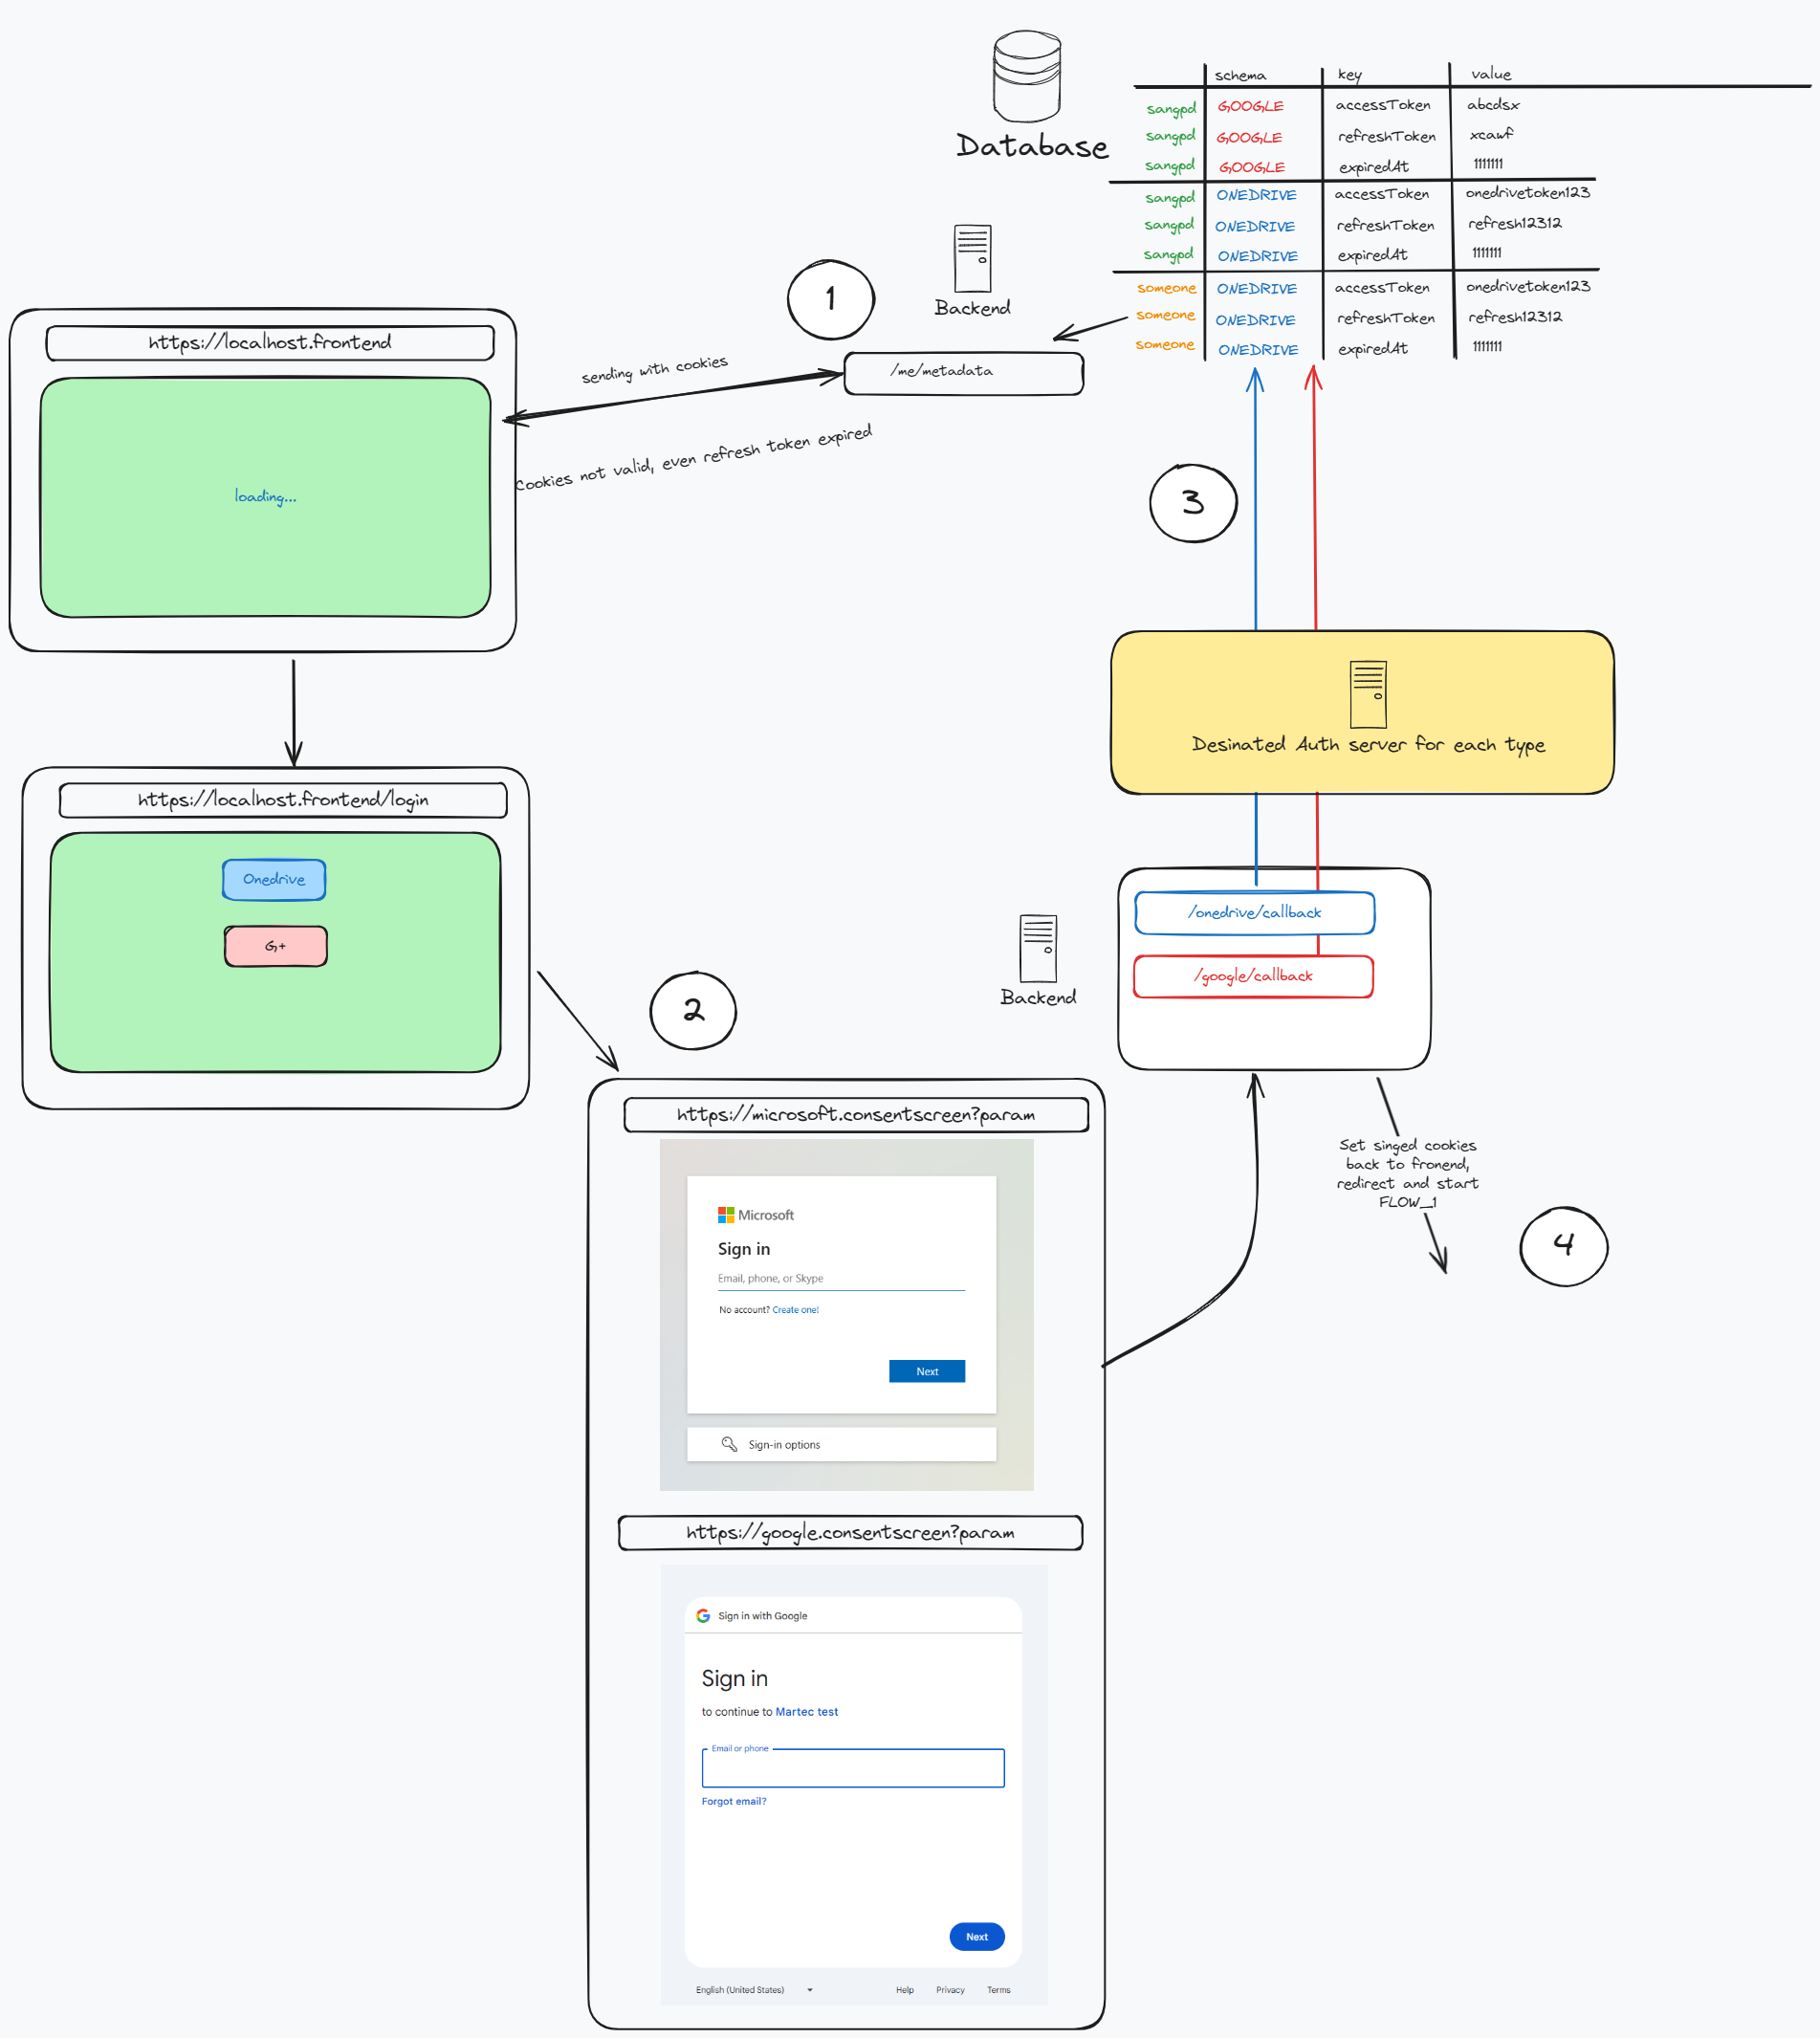 schema key value
sangpd GOOGLE accessToken abcdsx
sangpd GOOGLE refreshToken xcawf
sangpd GOOGLE expiredAt 1111111
sangpd ONEDRIVE accessToken onedrivetoken123
sangpd ONEDRIVE refreshToken refresh12312
sangpd ONEDRIVE expiredAt 1111111
someone ONEDRIVE accessToken onedrivetoken123
someone ONEDRIVE refreshToken refresh12312
someone ONEDRIVE expiredAt 1111111
Database
Backend
1
/me/metadata
sending with cookies
Cookies not valid, even refresh token expired
https://localhost.frontend
loading...
https://localhost.frontend/login
Onedrive
G+
2
https://microsoft.consentscreen?param
Microsoft
Sign in
Email, phone, or Skype
No account? Create one!
Next
Sign-in options
https://google.consentscreen?param
Sign in with Google
Sign in
to continue to Martec test
Email or phone
Forgot email?
Next
English (United States)
Help Privacy Terms
3
Desinated Auth server for each type
Backend
/onedrive/callback
/google/callback
Set singed cookies
back to fronend,
redirect and start
FLOW_1
4